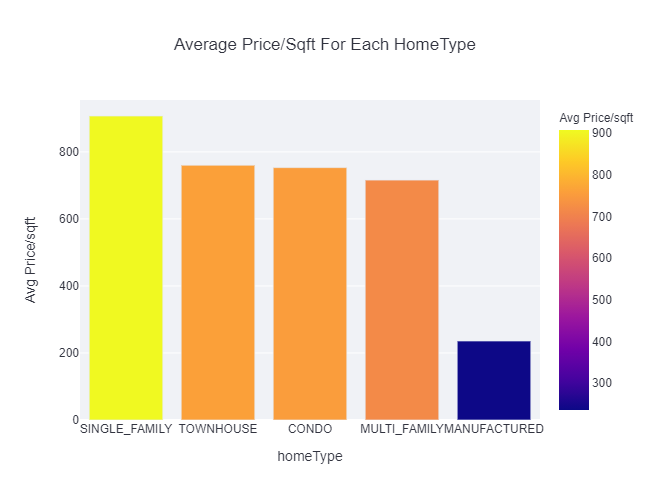 Average Price/Sqft For Each HomeType
Avg Price/sqft
800
600
400
200
0
SINGLE_FAMILY TOWNHOUSE CONDO MULTI_FAMILY MANUFACTURED
homeType
Avg Price/sqft
900
800
700
600
500
400
300